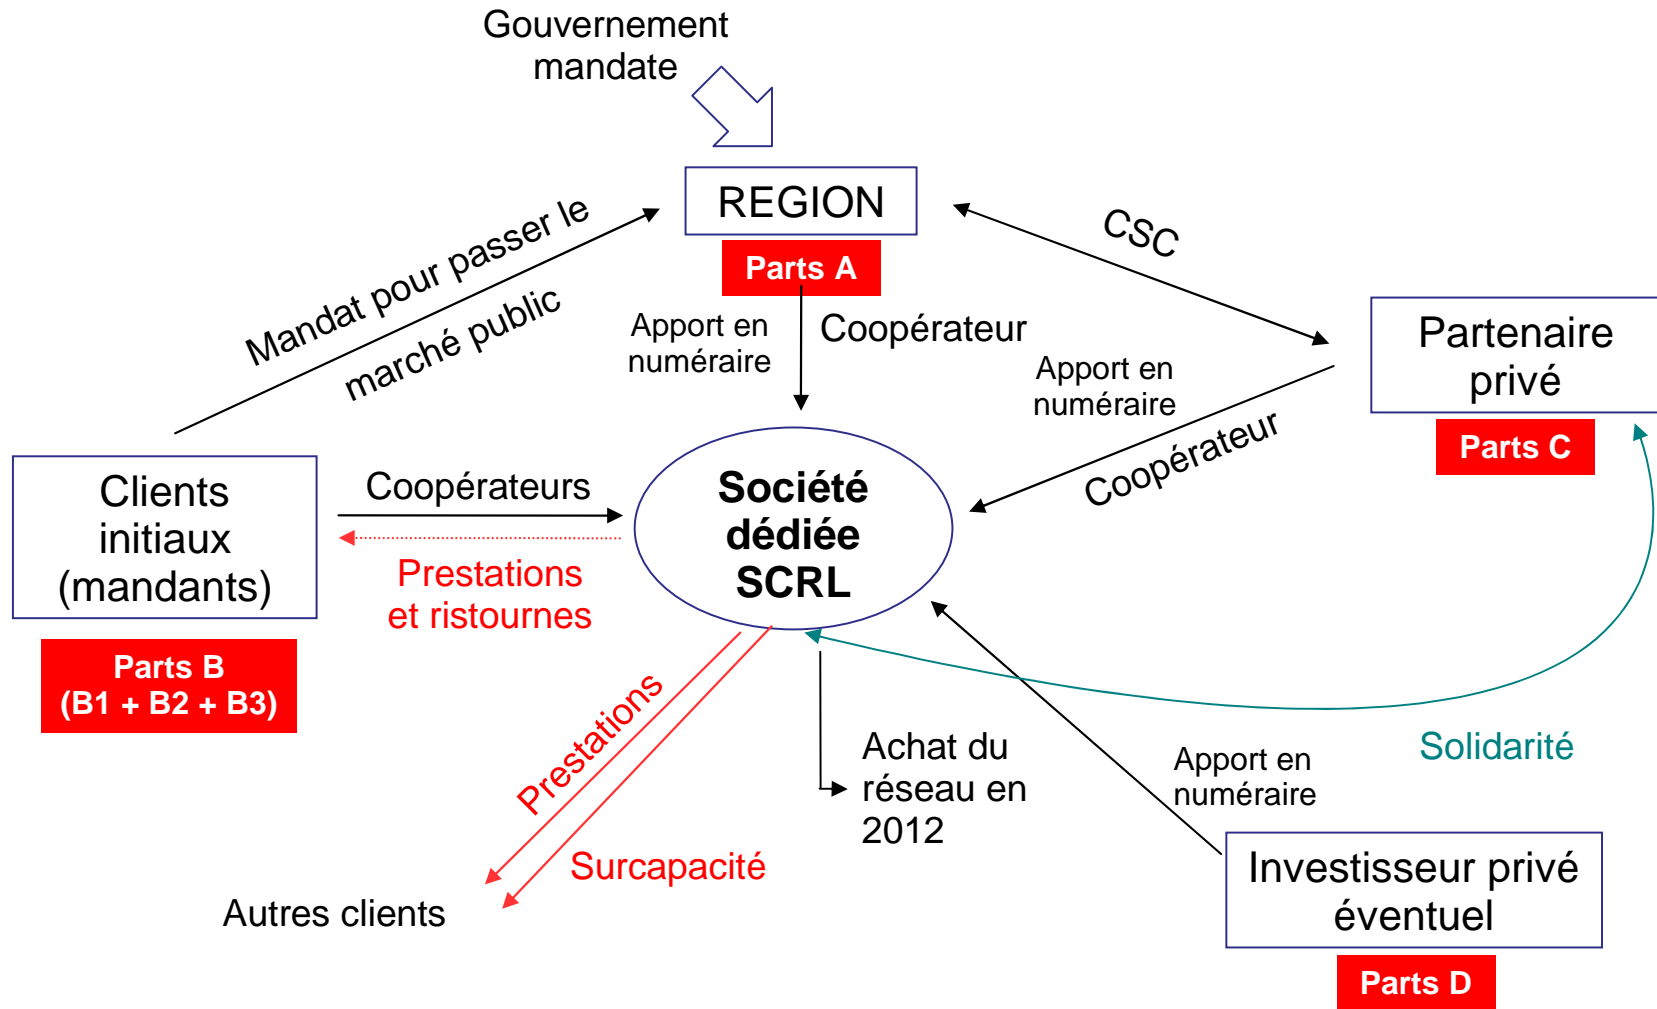 Gouvernement
mandate
REGION
Parts A
Mandat pour passer le
marché public
CSC
Apport en
numéraire
Coopérateur
Partenaire
privé
Parts C
Apport en
numéraire
Coopérateur
Clients
initiaux
(mandants)
Parts B
(B1 + B2 + B3)
Coopérateurs
Prestations
et ristournes
Société
dédiée
SCRL
Prestations
Surcapacité
Autres clients
Achat du
réseau en
2012
Solidarité
Apport en
numéraire
Investisseur privé
éventuel
Parts D